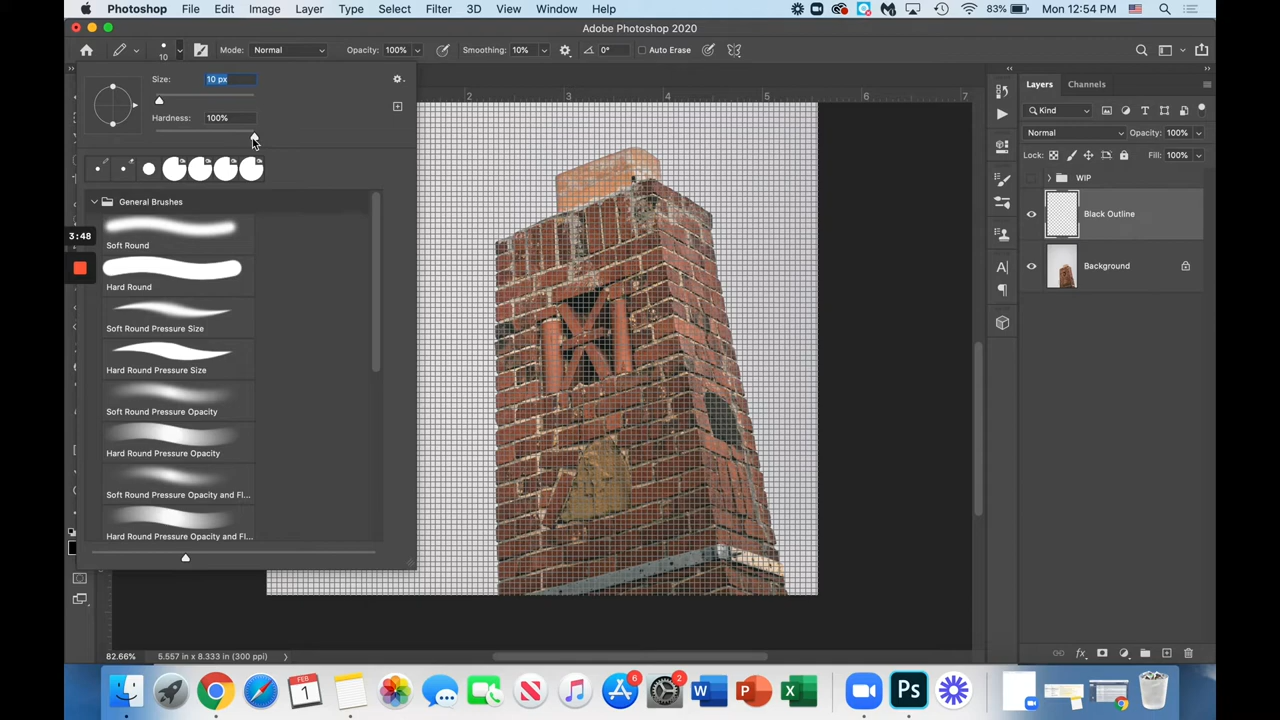 Photoshop File Edit Image Layer Type Select Filter 3D View Window Help 83% Mon 12:54 PM
Adobe Photoshop 2020
10 Mode: Normal Opacity: 100% Smoothing: 10% 0° Auto Erase
Size: 10 px
Hardness: 100%
2 3 4 5 6 7
General Brushes
Soft Round
Hard Round
Soft Round Pressure Size
Hard Round Pressure Size
Soft Round Pressure Opacity
Hard Round Pressure Opacity
Soft Round Pressure Opacity and Fl...
Hard Round Pressure Opacity and Fl...
3:48
Layers Channels
Kind
Normal Opacity: 100%
Lock: Fill: 100%
WIP
Black Outline
Background
82.66% 5.557 in x 8.333 in (300 ppi)
FEB
1
6
2
W P X
Ps